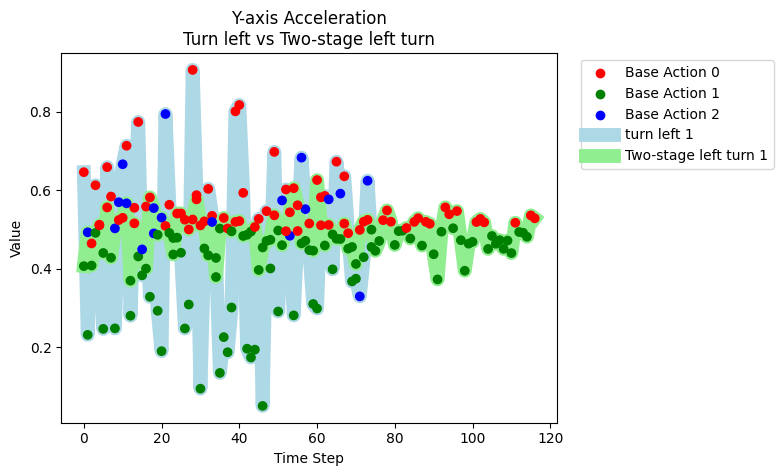 Y-axis Acceleration
Turn left vs Two-stage left turn
Base Action 0
Base Action 1
Base Action 2
turn left 1
Two-stage left turn 1
Value
0.8
0.6
0.4
0.2
0 20 40 60 80 100 120
Time Step